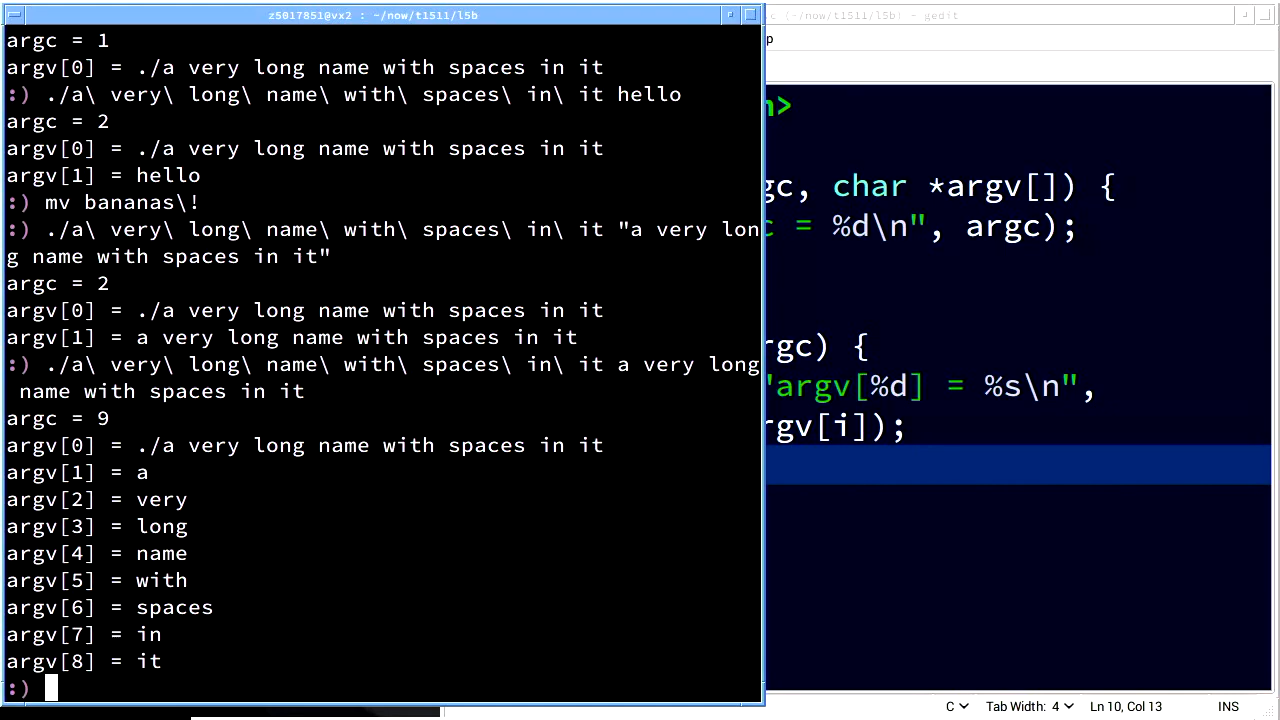 z5017851@vx2 : ~/now/t1511/l5b
argc = 1
argv[0] = ./a very long name with spaces in it
:) ./a\ very\ long\ name\ with\ spaces\ in\ it hello
argc = 2
argv[0] = ./a very long name with spaces in it
argv[1] = hello
:) mv bananas\!
:) ./a\ very\ long\ name\ with\ spaces\ in\ it "a very lon
g name with spaces in it"
argc = 2
argv[0] = ./a very long name with spaces in it
argv[1] = a very long name with spaces in it
:) ./a\ very\ long\ name\ with\ spaces\ in\ it a very long
 name with spaces in it
argc = 9
argv[0] = ./a very long name with spaces in it
argv[1] = a
argv[2] = very
argv[3] = long
argv[4] = name
argv[5] = with
argv[6] = spaces
argv[7] = in
argv[8] = it
:)
c (~/now/t1511/l5b) - gedit
p
h>
gc, char *argv[]) {
c = %d\n", argc);
rgc) {
"argv[%d] = %s\n",
rgv[i]);
C Tab Width: 4 Ln 10, Col 13 INS